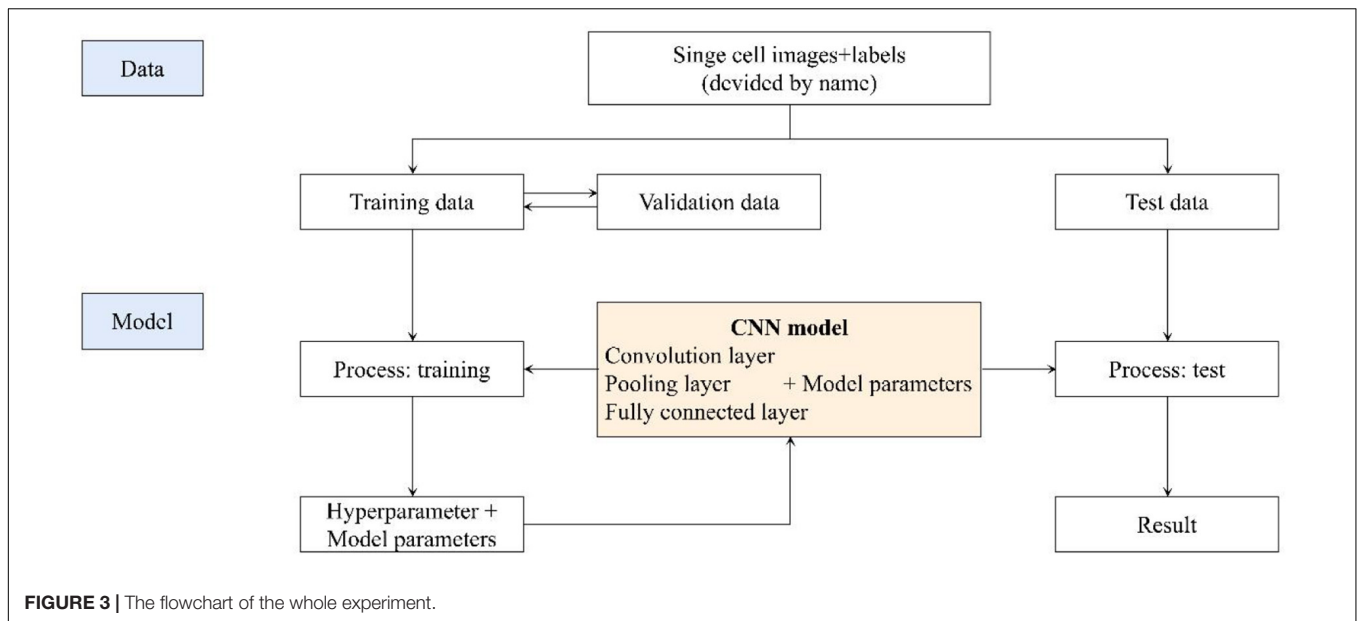 Data
Singe cell images+labels
(devided by name)
Training data
Validation data
Test data
Model
CNN model
Convolution layer
Pooling layer + Model parameters
Fully connected layer
Process: training
Process: test
Hyperparameter +
Model parameters
Result
FIGURE 3 | The flowchart of the whole experiment.